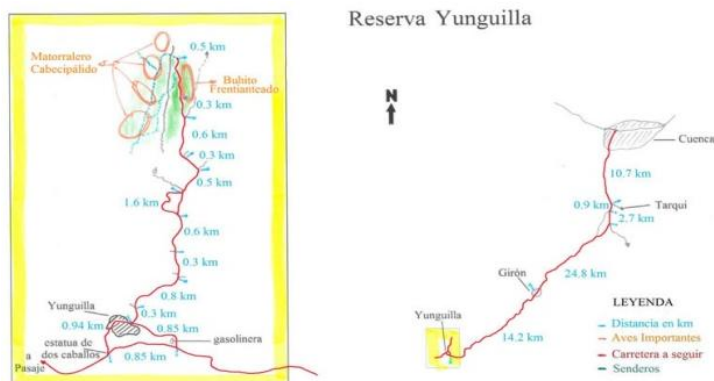 Reserva Yunguilla
Matorralero
Cabecipálido
0.5 km
Buhito
Frentianteado
0.3 km
0.6 km
0.3 km
0.5 km
1.6 km
0.6 km
0.3 km
0.8 km
0.3 km
Yunguilla
0.94 km
0.85 km
gasolinera
estatua de
dos caballos
0.85 km
a
Pasaje
N
Cuenca
10.7 km
0.9 km
Tarqui
2.7 km
24.8 km
Girón
Yunguilla
14.2 km
LEYENDA
Distancia en km
Aves Importantes
Carretera a seguir
Senderos